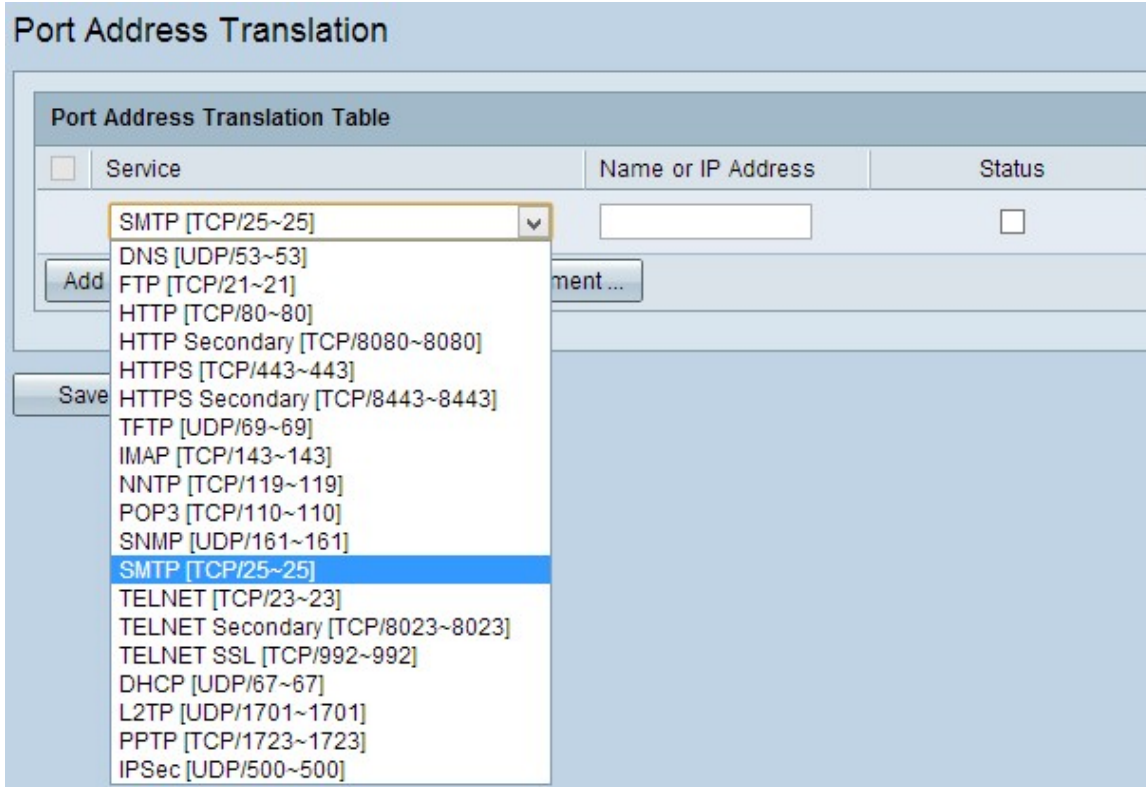 Port Address Translation
Port Address Translation Table
Service Name or IP Address Status
SMTP [TCP/25~25]
DNS [UDP/53~53]
Add FTP [TCP/21~21] ment ...
HTTP [TCP/80~80]
HTTP Secondary [TCP/8080~8080]
HTTPS [TCP/443~443]
Save HTTPS Secondary [TCP/8443~8443]
TFTP [UDP/69~69]
IMAP [TCP/143~143]
NNTP [TCP/119~119]
POP3 [TCP/110~110]
SNMP [UDP/161~161]
SMTP [TCP/25~25]
TELNET [TCP/23~23]
TELNET Secondary [TCP/8023~8023]
TELNET SSL [TCP/992~992]
DHCP [UDP/67~67]
L2TP [UDP/1701~1701]
PPTP [TCP/1723~1723]
IPSec [UDP/500~500]